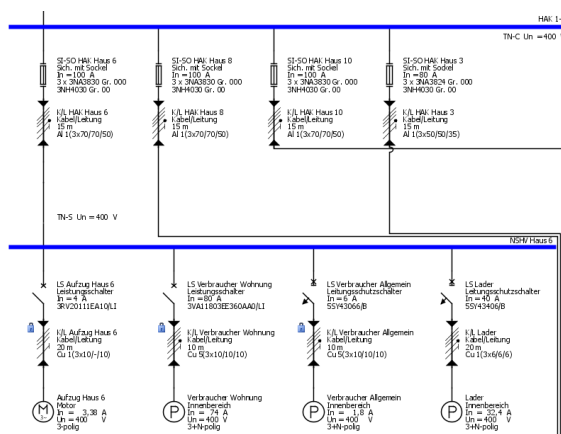 HAK 1-
TN-C Un = 400 V
SI-SO HAK Haus 6
Sich. mit Sockel
In = 100 A
3 x 3NA3830 Gr. 000
3NH4030 Gr. 00
SI-SO HAK Haus 8
Sich. mit Sockel
In = 100 A
3 x 3NA3830 Gr. 000
3NH4030 Gr. 00
SI-SO HAK Haus 10
Sich. mit Sockel
In = 100 A
3 x 3NA3830 Gr. 000
3NH4030 Gr. 00
SI-SO HAK Haus 3
Sich. mit Sockel
In = 80 A
3 x 3NA3824 Gr. 000
3NH4030 Gr. 00
K/L HAK Haus 6
Kabel/Leitung
15 m
Al 1(3x70/70/50)
K/L HAK Haus 8
Kabel/Leitung
15 m
Al 1(3x70/70/50)
K/L HAK Haus 10
Kabel/Leitung
15 m
Al 1(3x70/70/50)
K/L HAK Haus 3
Kabel/Leitung
15 m
Al 1(3x50/50/35)
TN-S Un = 400 V
NSHV Haus 6
LS Aufzug Haus 6
Leistungsschalter
In = 4 A
3RV20111EA10/LI
LS Verbraucher Wohnung
Leistungsschalter
In = 80 A
3VA11803EE360AA0/LI
LS Verbraucher Allgemein
Leitungsschutzschalter
In = 6 A
5SY43066/B
LS Lader
Leitungsschutzschalter
In = 40 A
5SY43406/B
K/L Aufzug Haus 6
Kabel/Leitung
20 m
Cu 1(3x10/-/10)
K/L Verbraucher Wohnung
Kabel/Leitung
10 m
Cu 5(3x10/10/10)
K/L Verbraucher Allgemein
Kabel/Leitung
10 m
Cu 5(3x10/10/10)
K/L Lader
Kabel/Leitung
20 m
Cu 1(3x6/6/6)
M
3~
Aufzug Haus 6
Motor
In = 3,38 A
Un = 400 V
3-polig
P
Verbraucher Wohnung
Innenbereich
In = 74 A
Un = 400 V
3+N-polig
P
Verbraucher Allgemein
Innenbereich
In = 1,8 A
Un = 400 V
3+N-polig
P
Lader
Innenbereich
In = 32,4 A
Un = 400 V
3+N-polig